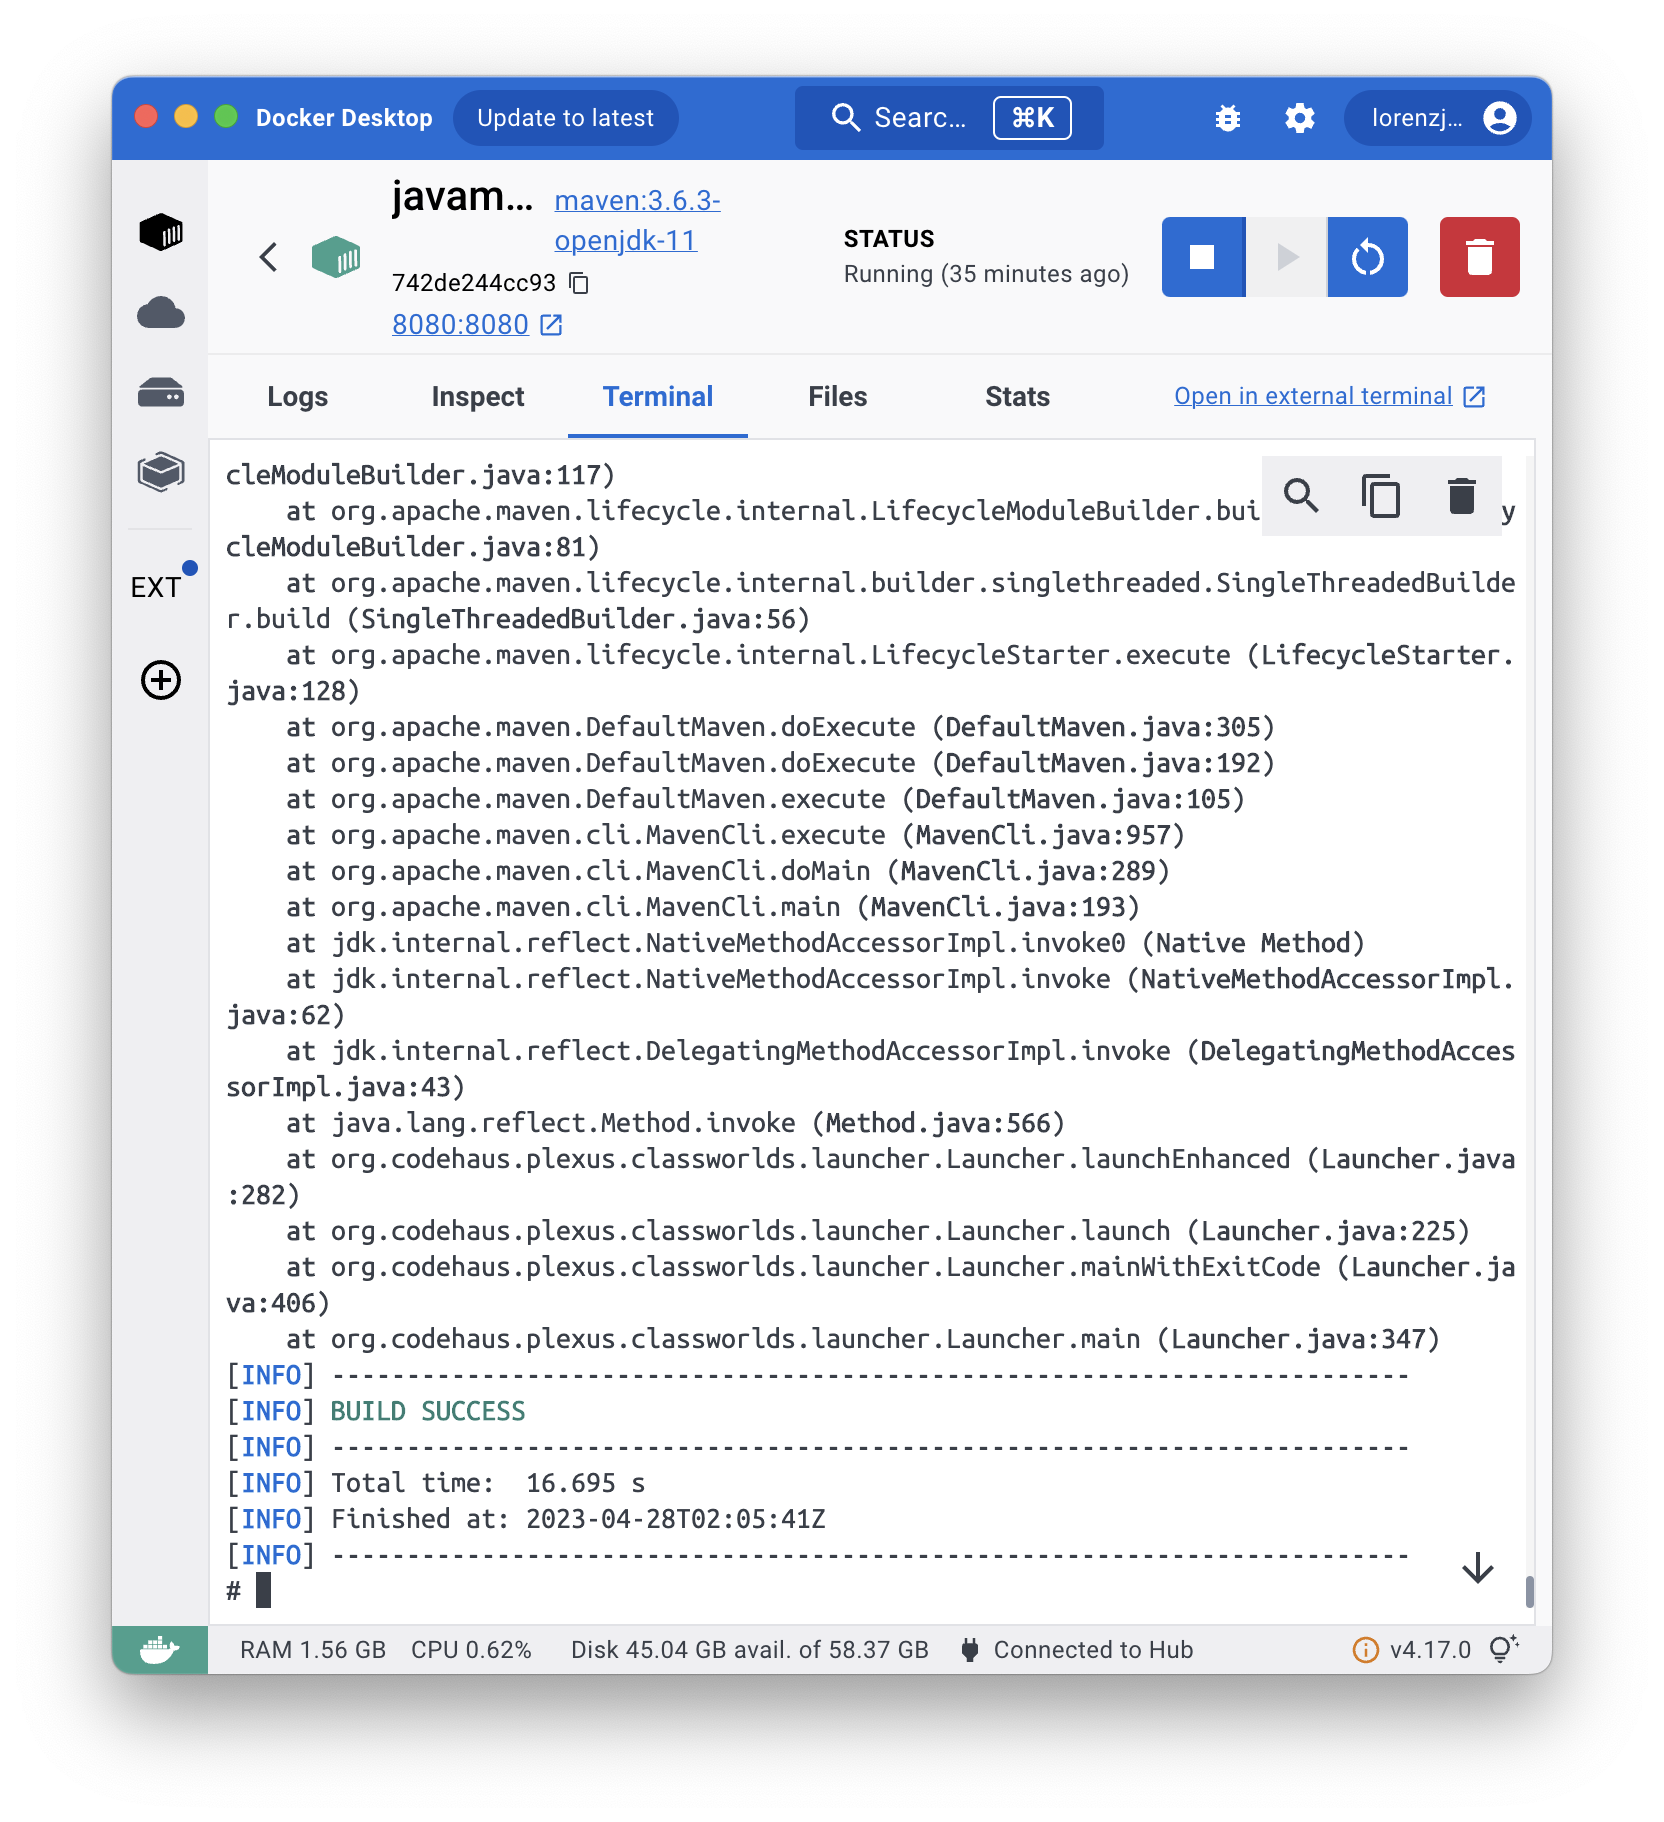 Docker Desktop
Update to latest
Searc...
⌘K
lorenzj...
javam...
maven:3.6.3-
openjdk-11
742de244cc93
8080:8080
STATUS
Running (35 minutes ago)
EXT
Logs
Inspect
Terminal
Files
Stats
Open in external terminal
cleModuleBuilder.java:117)
    at org.apache.maven.lifecycle.internal.LifecycleModuleBuilder.bui y
cleModuleBuilder.java:81)
    at org.apache.maven.lifecycle.internal.builder.singlethreaded.SingleThreadedBuilde
r.build (SingleThreadedBuilder.java:56)
    at org.apache.maven.lifecycle.internal.LifecycleStarter.execute (LifecycleStarter.
java:128)
    at org.apache.maven.DefaultMaven.doExecute (DefaultMaven.java:305)
    at org.apache.maven.DefaultMaven.doExecute (DefaultMaven.java:192)
    at org.apache.maven.DefaultMaven.execute (DefaultMaven.java:105)
    at org.apache.maven.cli.MavenCli.execute (MavenCli.java:957)
    at org.apache.maven.cli.MavenCli.doMain (MavenCli.java:289)
    at org.apache.maven.cli.MavenCli.main (MavenCli.java:193)
    at jdk.internal.reflect.NativeMethodAccessorImpl.invoke0 (Native Method)
    at jdk.internal.reflect.NativeMethodAccessorImpl.invoke (NativeMethodAccessorImpl.
java:62)
    at jdk.internal.reflect.DelegatingMethodAccessorImpl.invoke (DelegatingMethodAcces
sorImpl.java:43)
    at java.lang.reflect.Method.invoke (Method.java:566)
    at org.codehaus.plexus.classworlds.launcher.Launcher.launchEnhanced (Launcher.java
:282)
    at org.codehaus.plexus.classworlds.launcher.Launcher.launch (Launcher.java:225)
    at org.codehaus.plexus.classworlds.launcher.Launcher.mainWithExitCode (Launcher.ja
va:406)
    at org.codehaus.plexus.classworlds.launcher.Launcher.main (Launcher.java:347)
[INFO] ------------------------------------------------------------------------
[INFO] BUILD SUCCESS
[INFO] ------------------------------------------------------------------------
[INFO] Total time:  16.695 s
[INFO] Finished at: 2023-04-28T02:05:41Z
[INFO] ------------------------------------------------------------------------
#
RAM 1.56 GB
CPU 0.62%
Disk 45.04 GB avail. of 58.37 GB
Connected to Hub
v4.17.0